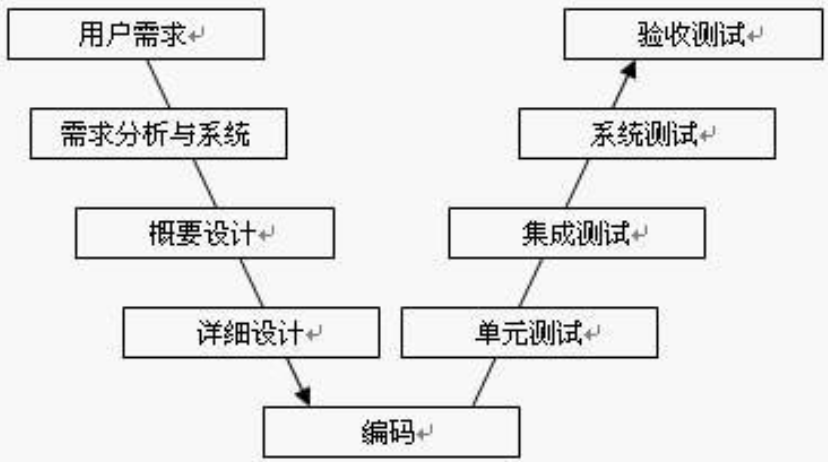 用户需求
验收测试
需求分析与系统
系统测试
概要设计
集成测试
详细设计
单元测试
编码